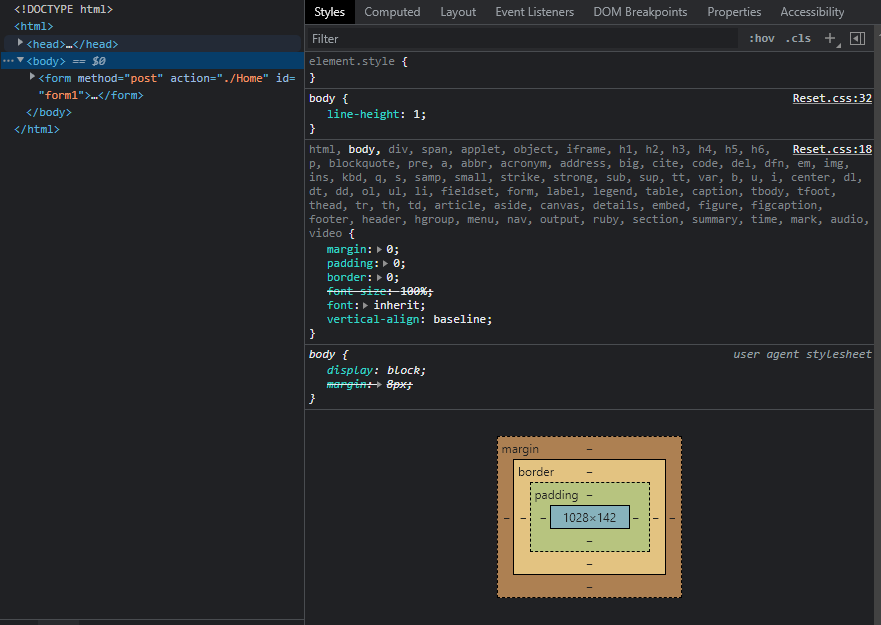 <!DOCTYPE html>
<html>
<head>…</head>
<body> == $0
<form method="post" action="./Home" id=
"form1">…</form>
</body>
</html>
Styles Computed Layout Event Listeners DOM Breakpoints Properties Accessibility
Filter :hov .cls +
element.style {
}
body { Reset.css:32
line-height: 1;
}
html, body, div, span, applet, object, iframe, h1, h2, h3, h4, h5, h6, Reset.css:18
p, blockquote, pre, a, abbr, acronym, address, big, cite, code, del, dfn, em, img,
ins, kbd, q, s, samp, small, strike, strong, sub, sup, tt, var, b, u, i, center, dl,
dt, dd, ol, ul, li, fieldset, form, label, legend, table, caption, tbody, tfoot,
thead, tr, th, td, article, aside, canvas, details, embed, figure, figcaption,
footer, header, hgroup, menu, nav, output, ruby, section, summary, time, mark, audio,
video {
margin: 0;
padding: 0;
border: 0;
font-size: 100%;
font: inherit;
vertical-align: baseline;
}
body { user agent stylesheet
display: block;
margin: 8px;
}
margin –
border –
padding –
– – – 1028×142 – – –
–
–
–